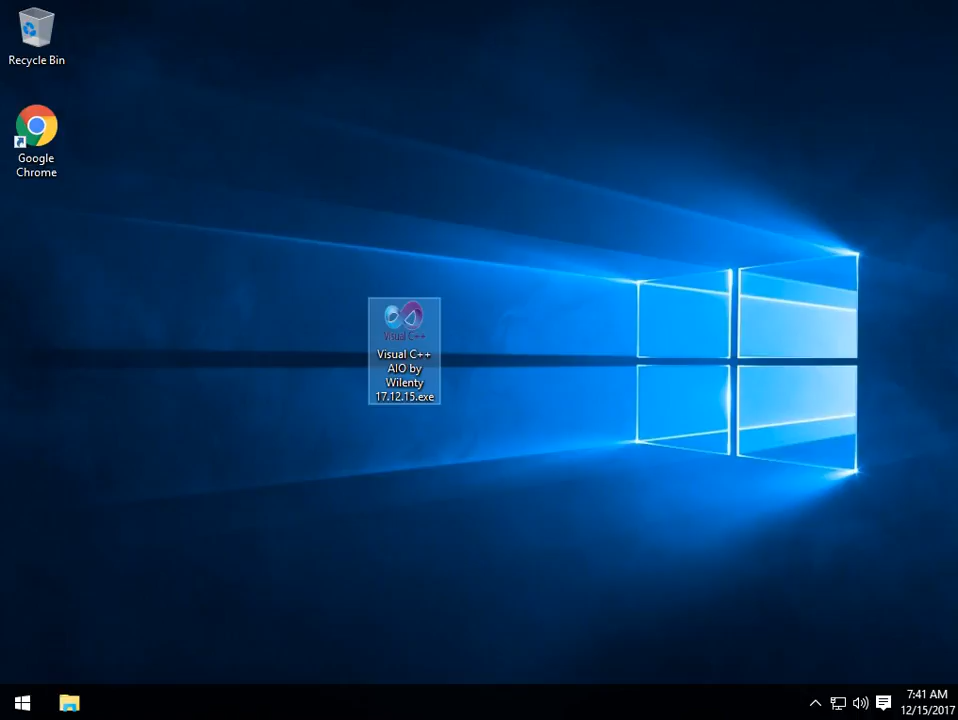 Recycle Bin
Google
Chrome
Visual C++
Visual C++
AIO by
Wilenty
17.12.15.exe
7:41 AM
12/15/2017